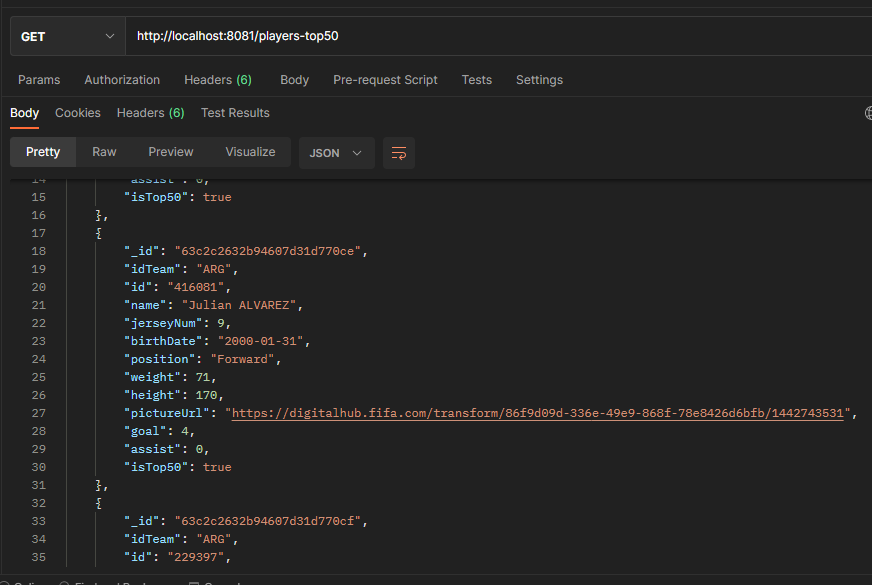 GET http://localhost:8081/players-top50
Params Authorization Headers (6) Body Pre-request Script Tests Settings
Body Cookies Headers (6) Test Results
Pretty Raw Preview Visualize JSON
14 "assist": 0,
15 "isTop50": true
16 },
17 {
18 "_id": "63c2c2632b94607d31d770ce",
19 "idTeam": "ARG",
20 "id": "416081",
21 "name": "Julian ALVAREZ",
22 "jerseyNum": 9,
23 "birthDate": "2000-01-31",
24 "position": "Forward",
25 "weight": 71,
26 "height": 170,
27 "pictureUrl": "https://digitalhub.fifa.com/transform/86f9d09d-336e-49e9-868f-78e8426d6bfb/1442743531",
28 "goal": 4,
29 "assist": 0,
30 "isTop50": true
31 },
32 {
33 "_id": "63c2c2632b94607d31d770cf",
34 "idTeam": "ARG",
35 "id": "229397",